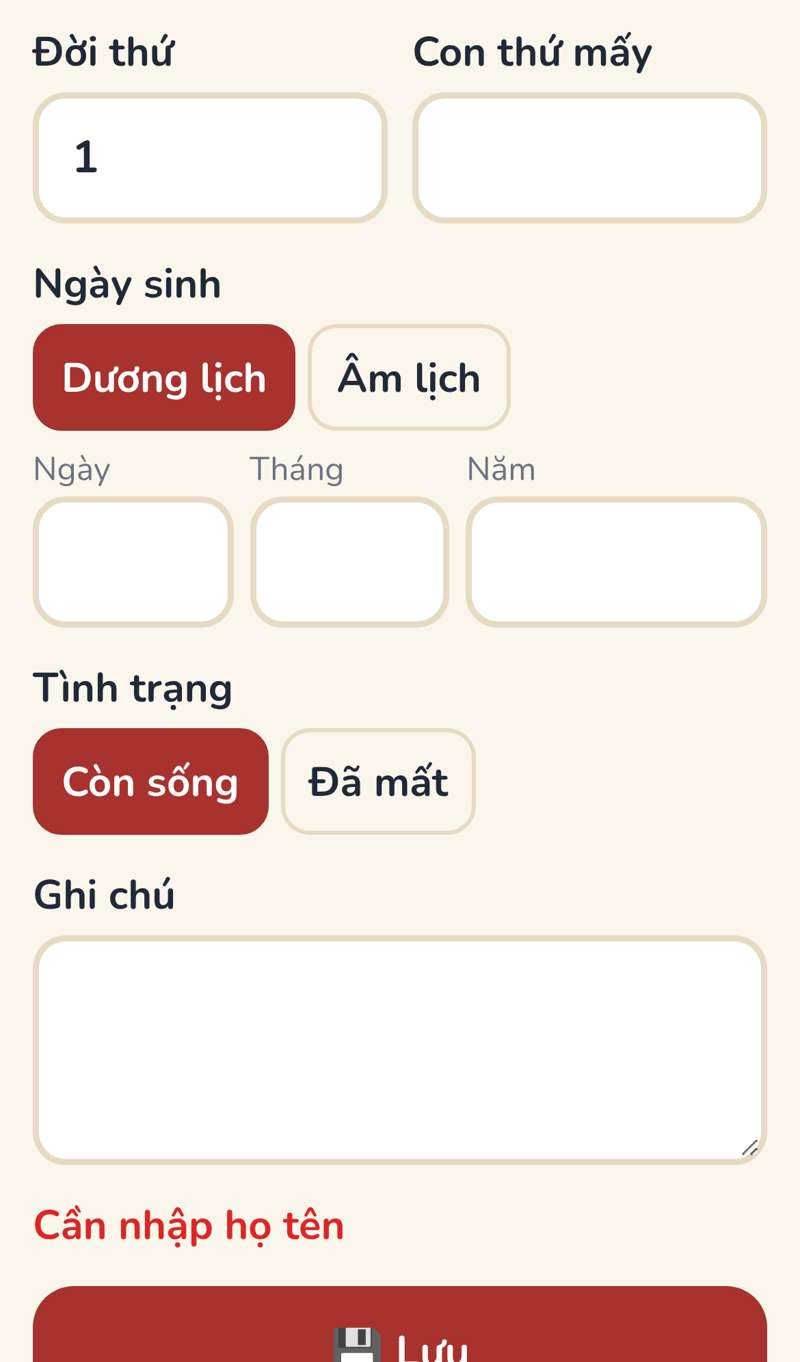 Đời thứ
Con thứ mấy
1
Ngày sinh
Dương lịch
Âm lịch
Ngày
Tháng
Năm
Tình trạng
Còn sống
Đã mất
Ghi chú
Cần nhập họ tên
💾 Lưu